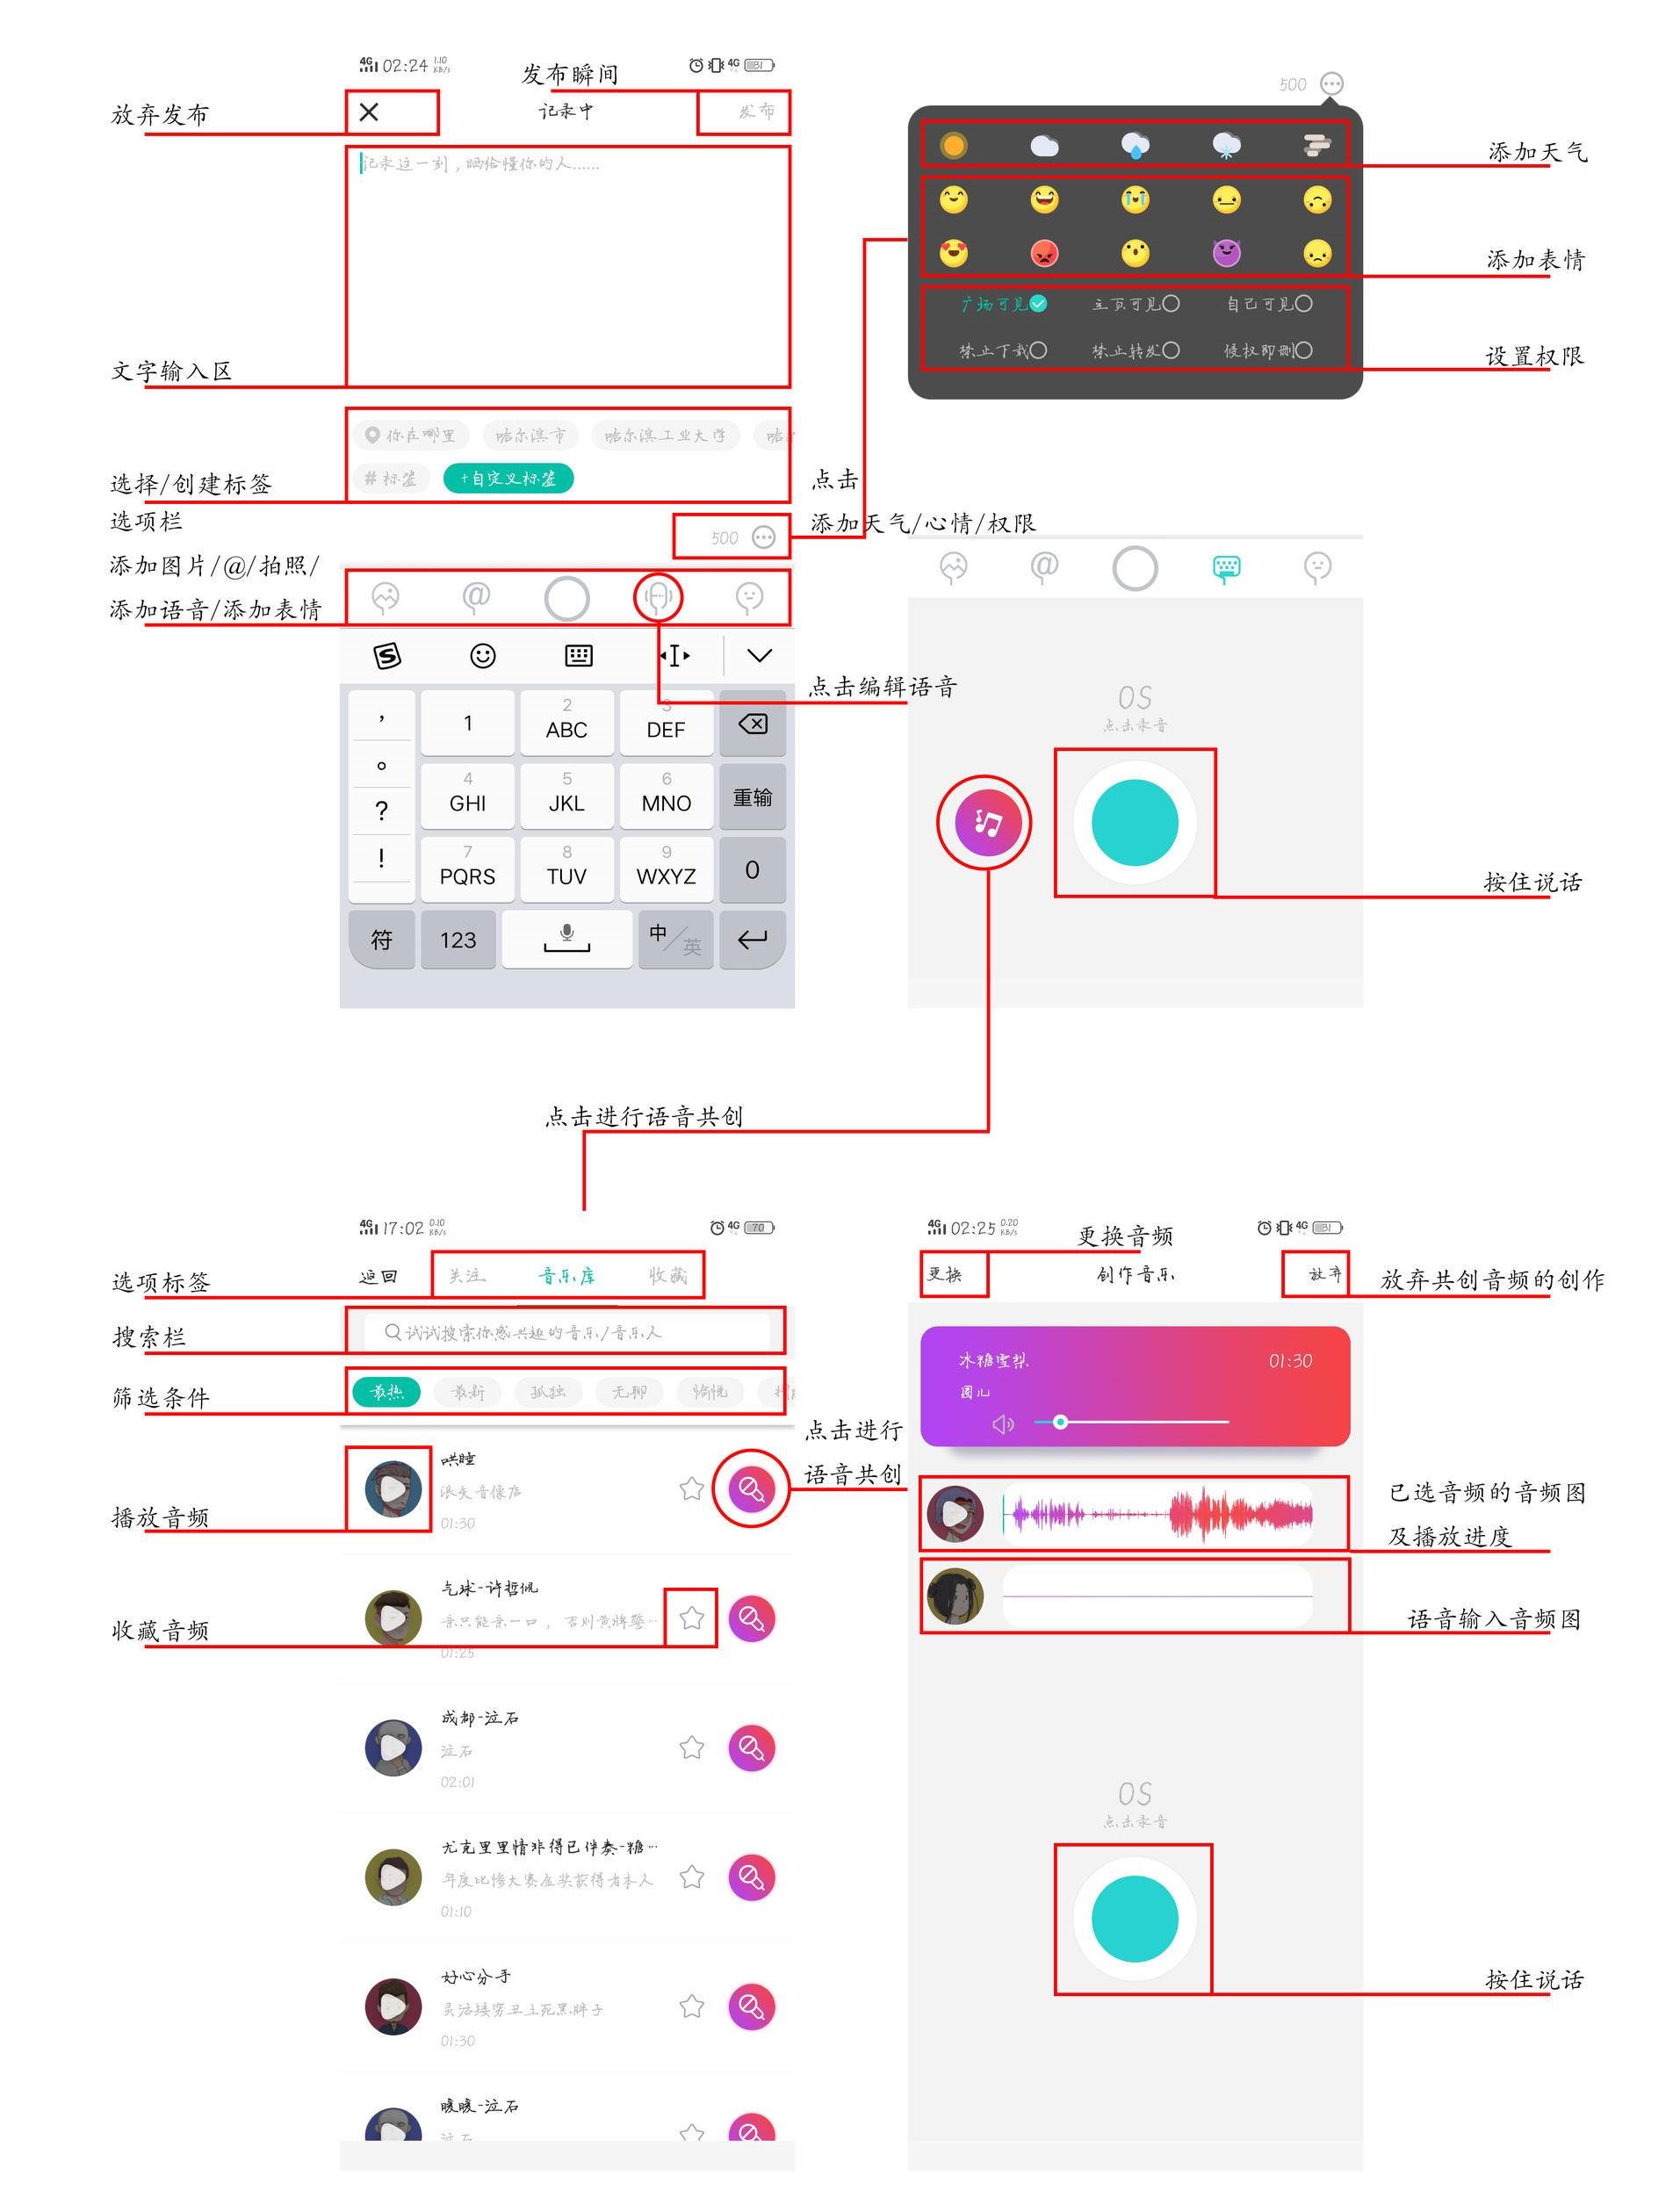 4G 02:24 1.10 KB/s
4G 31
发布瞬间
放弃发布
记录中
发布
记录这一刻，晒给懂你的人……
文字输入区
你在哪里
哈尔滨市
哈尔滨工业大学
# 标签
+自定义标签
选择/创建标签
选项栏
添加图片/@/拍照/
添加语音/添加表情
500
点击
添加天气/心情/权限
@
点击编辑语音
,
。
?
!
1
2
ABC
3
DEF
4
GHI
5
JKL
6
MNO
重输
7
PQRS
8
TUV
9
WXYZ
0
符
123
中/英
500
添加天气
添加表情
广场可见
主页可见
自己可见
禁止下载
禁止转发
侵权即删
设置权限
@
0S
点击录音
按住说话
点击进行语音共创
4G 17:02 0.10 KB/s
4G 70
返回
关注
音乐库
收藏
选项标签
试试搜索你感兴趣的音乐/音乐人
搜索栏
最热
最新
孤独
无聊
愉悦
筛选条件
哄睡
浪矢音像店
01:30
播放音频
点击进行
语音共创
气球-许哲佩
亲只能亲一口，否则黄牌警…
01:25
收藏音频
成都-泣石
泣石
02:01
尤克里里情非得已伴奏-糖…
年度比惨大赛金奖获得者本人
01:10
好心分手
灵活矮穷丑土死黑胖子
01:30
暖暖-泣石
泣石
4G 02:25 0.20 KB/s
4G 31
更换音频
更换
创作音乐
放弃
放弃共创音频的创作
冰糖雪梨
01:30
圆心
已选音频的音频图
及播放进度
语音输入音频图
0S
点击录音
按住说话